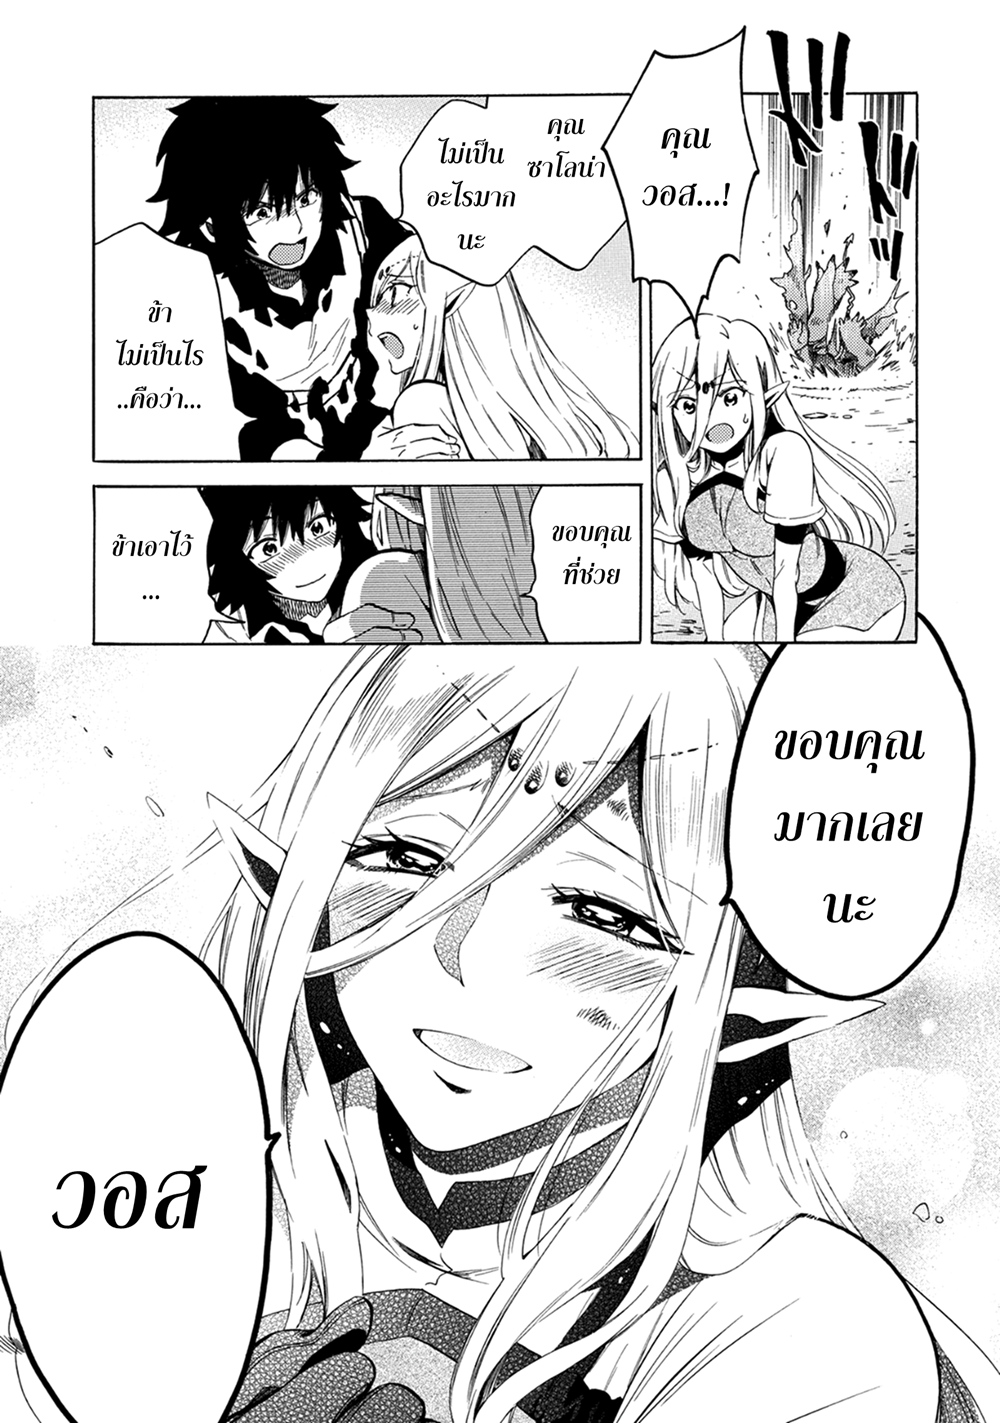 คุณ
วอส...!
คุณ
ซาโลน่า
ไม่เป็น
อะไรมาก
นะ
ข้า
ไม่เป็นไร
..คือว่า...
ขอบคุณ
ที่ช่วย
ข้าเอาไว้
...
ขอบคุณ
มากเลย
นะ
วอส